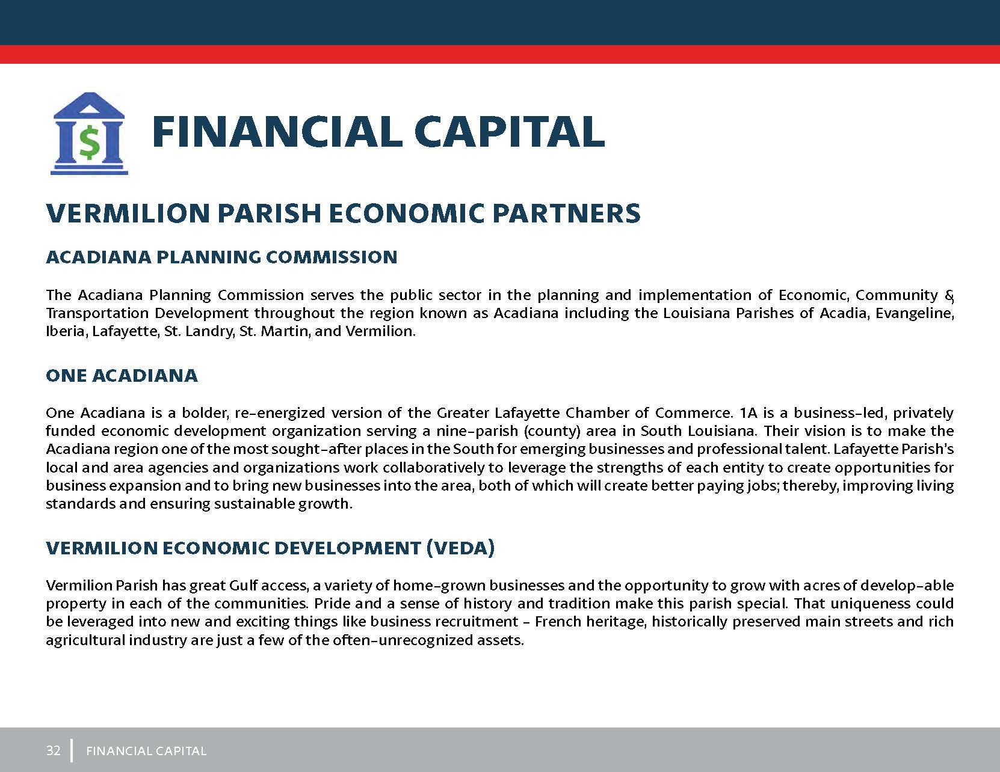 $
FINANCIAL CAPITAL
VERMILION PARISH ECONOMIC PARTNERS
ACADIANA PLANNING COMMISSION
The Acadiana Planning Commission serves the public sector in the planning and implementation of Economic, Community &
Transportation Development throughout the region known as Acadiana including the Louisiana Parishes of Acadia, Evangeline,
Iberia, Lafayette, St. Landry, St. Martin, and Vermilion.
ONE ACADIANA
One Acadiana is a bolder, re-energized version of the Greater Lafayette Chamber of Commerce. 1A is a business-led, privately
funded economic development organization serving a nine-parish (county) area in South Louisiana. Their vision is to make the
Acadiana region one of the most sought-after places in the South for emerging businesses and professional talent. Lafayette Parish's
local and area agencies and organizations work collaboratively to leverage the strengths of each entity to create opportunities for
business expansion and to bring new businesses into the area, both of which will create better paying jobs; thereby, improving living
standards and ensuring sustainable growth.
VERMILION ECONOMIC DEVELOPMENT (VEDA)
Vermilion Parish has great Gulf access, a variety of home-grown businesses and the opportunity to grow with acres of develop-able
property in each of the communities. Pride and a sense of history and tradition make this parish special. That uniqueness could
be leveraged into new and exciting things like business recruitment - French heritage, historically preserved main streets and rich
agricultural industry are just a few of the often-unrecognized assets.
32 | FINANCIAL CAPITAL